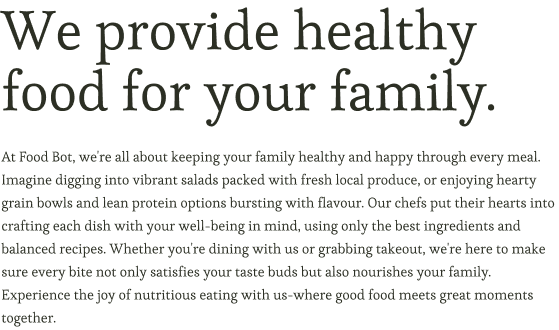 We provide healthy
food for your family.
At Food Bot, we're all about keeping your family healthy and happy through every meal.
Imagine digging into vibrant salads packed with fresh local produce, or enjoying hearty
grain bowls and lean protein options bursting with flavour. Our chefs put their hearts into
crafting each dish with your well-being in mind, using only the best ingredients and
balanced recipes. Whether you're dining with us or grabbing takeout, we're here to make
sure every bite not only satisfies your taste buds but also nourishes your family.
Experience the joy of nutritious eating with us-where good food meets great moments
together.